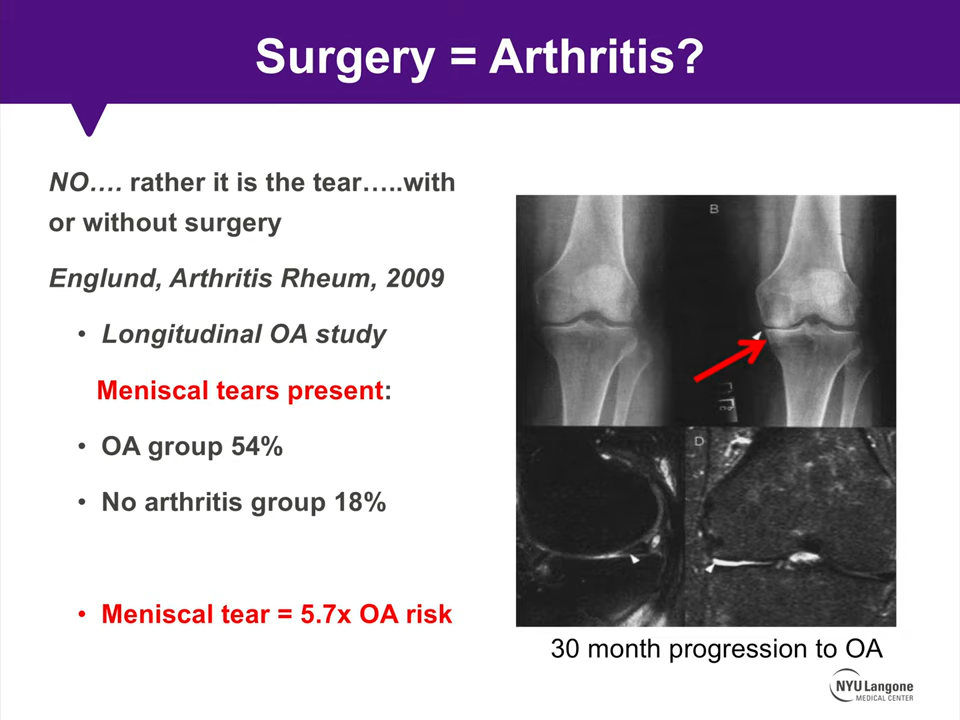 Surgery = Arthritis?
NO…. rather it is the tear…..with
or without surgery
Englund, Arthritis Rheum, 2009
• Longitudinal OA study
Meniscal tears present:
• OA group 54%
• No arthritis group 18%
• Meniscal tear = 5.7x OA risk
B
D
30 month progression to OA
NYU Langone
MEDICAL CENTER